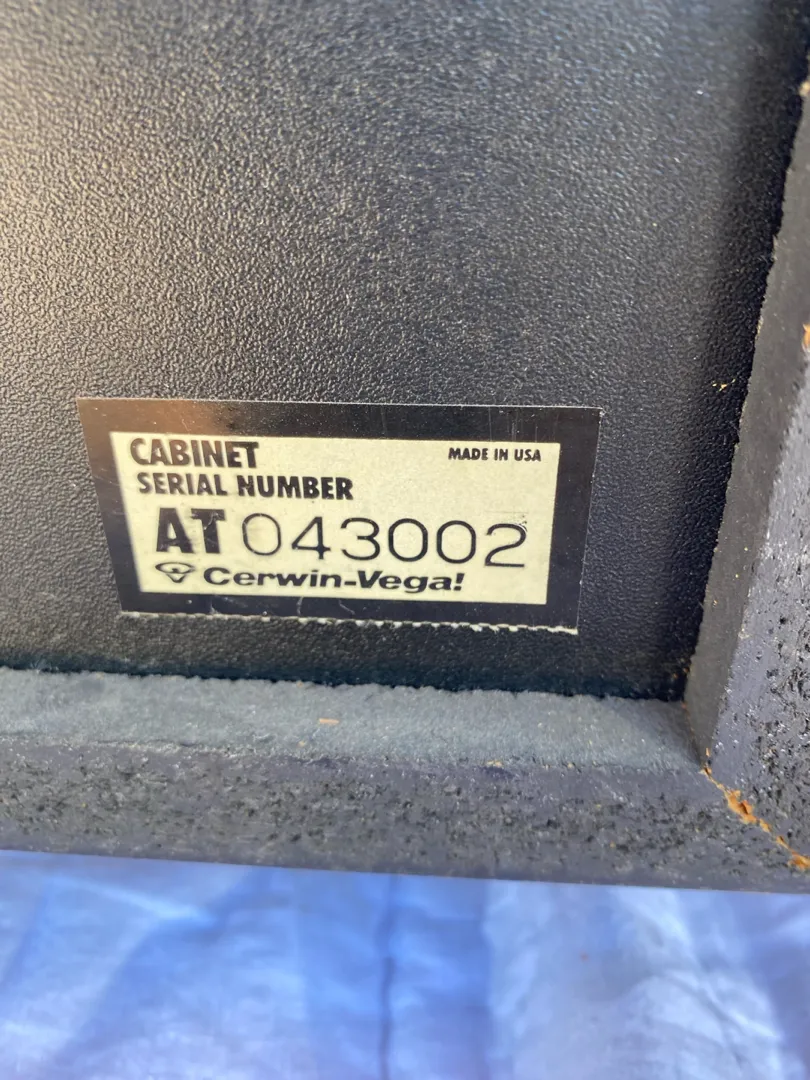 CABINET MADE IN USA
SERIAL NUMBER
AT043002
Cerwin-Vega!